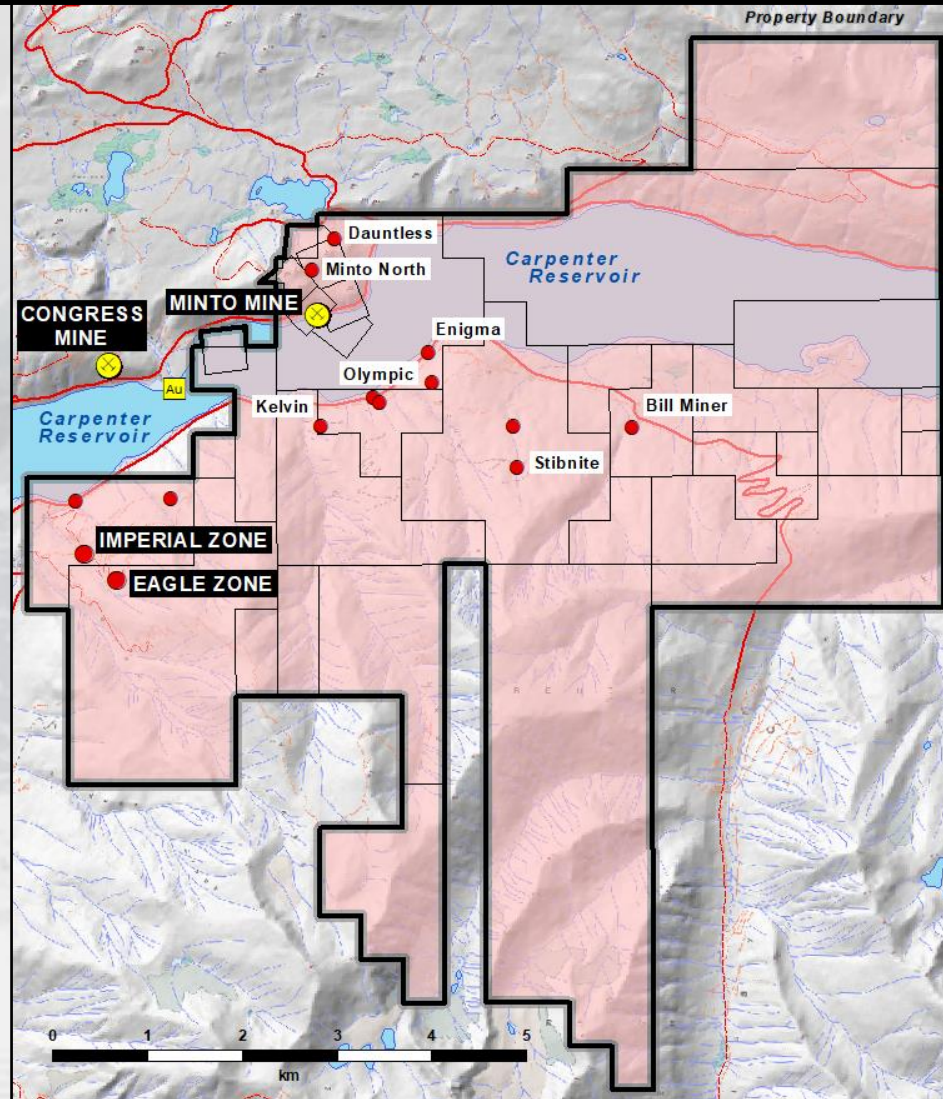 Property Boundary
Dauntless
Minto North
Carpenter
Reservoir
MINTO MINE
CONGRESS
MINE
Enigma
Olympic
Au
Kelvin
Bill Miner
Carpenter
Reservoir
Stibnite
IMPERIAL ZONE
EAGLE ZONE
0 1 2 3 4 5
km